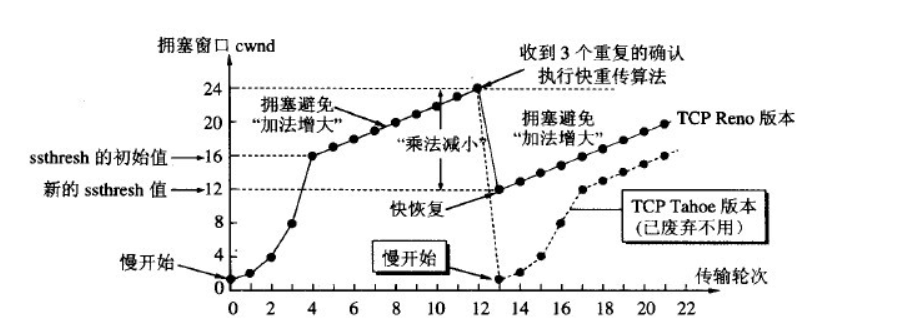 拥塞窗口 cwnd
收到 3 个重复的确认
执行快重传算法
24
拥塞避免
“加法增大”
20
拥塞避免
“加法增大”
TCP Reno 版本
“乘法减小”
ssthresh 的初始值
16
新的 ssthresh 值
12
快恢复
TCP Tahoe 版本
(已废弃不用)
8
4
慢开始
慢开始
传输轮次
0
0 2 4 6 8 10 12 14 16 18 20 22